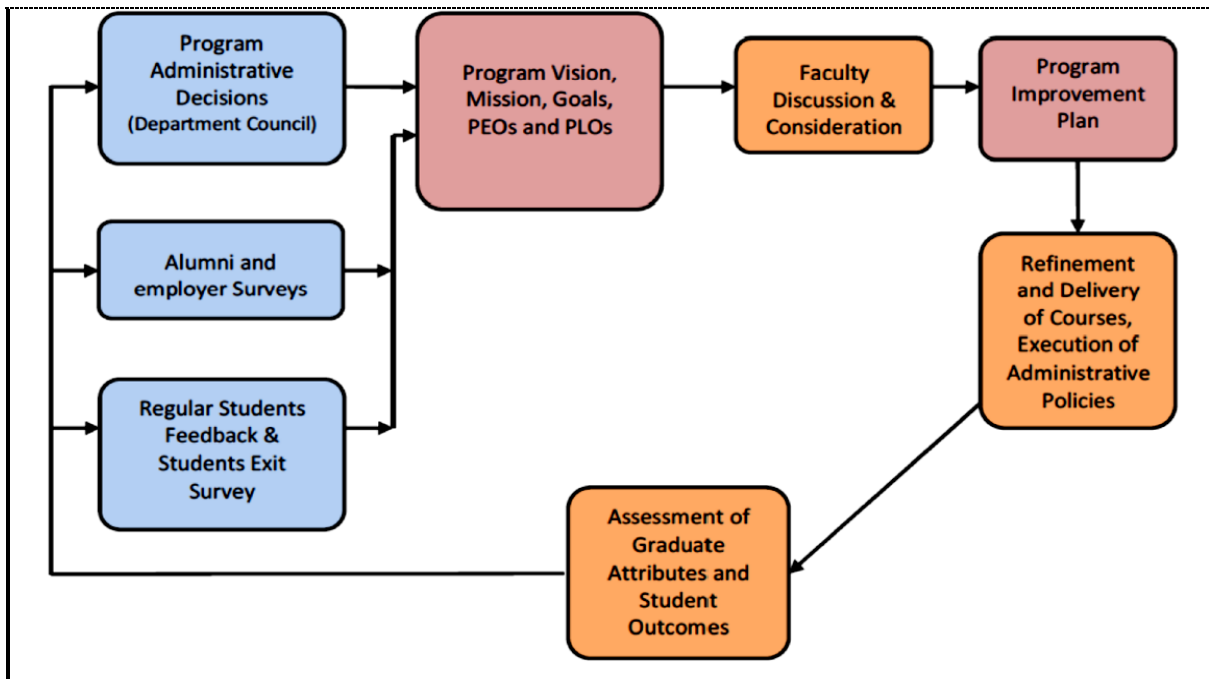 Program
Administrative
Decisions
(Department Council)
Program Vision,
Mission, Goals,
PEOs and PLOs
Faculty
Discussion &
Consideration
Program
Improvement
Plan
Alumni and
employer Surveys
Refinement
and Delivery
of Courses,
Execution of
Administrative
Policies
Regular Students
Feedback &
Students Exit
Survey
Assessment of
Graduate
Attributes and
Student
Outcomes